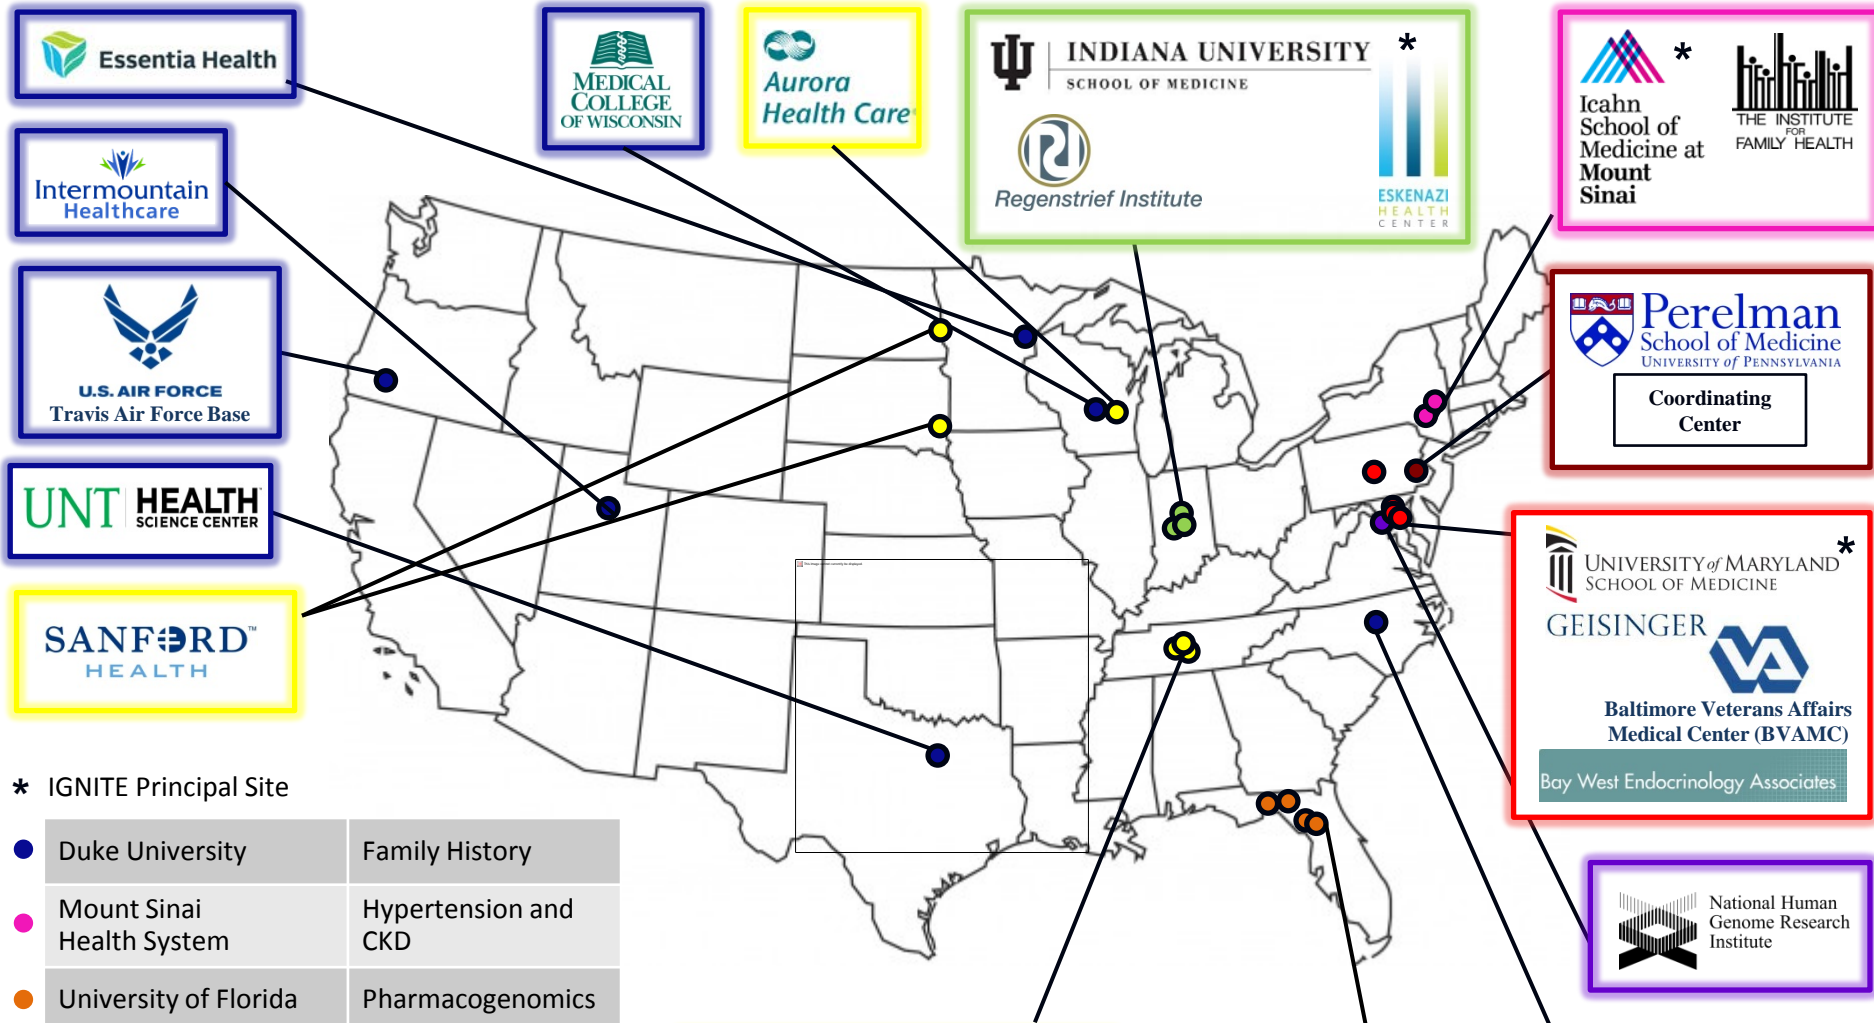 Essentia Health
MEDICAL
COLLEGE
OF WISCONSIN
Aurora
Health Care
INDIANA UNIVERSITY
SCHOOL OF MEDICINE
*
Regenstrief Institute
ESKENAZI
HEALTH
CENTER
*
Icahn
School of
Medicine at
Mount
Sinai
THE INSTITUTE
FOR
FAMILY HEALTH
Intermountain
Healthcare
U.S. AIR FORCE
Travis Air Force Base
Perelman
School of Medicine
UNIVERSITY of PENNSYLVANIA
Coordinating
Center
UNT HEALTH
SCIENCE CENTER
UNIVERSITY of MARYLAND
SCHOOL OF MEDICINE
*
GEISINGER
VA
Baltimore Veterans Affairs
Medical Center (BVAMC)
Bay West Endocrinology Associates
SANFORD™
HEALTH
National Human
Genome Research
Institute
* IGNITE Principal Site
Duke University Family History
Mount Sinai
Health System
Hypertension and
CKD
University of Florida Pharmacogenomics